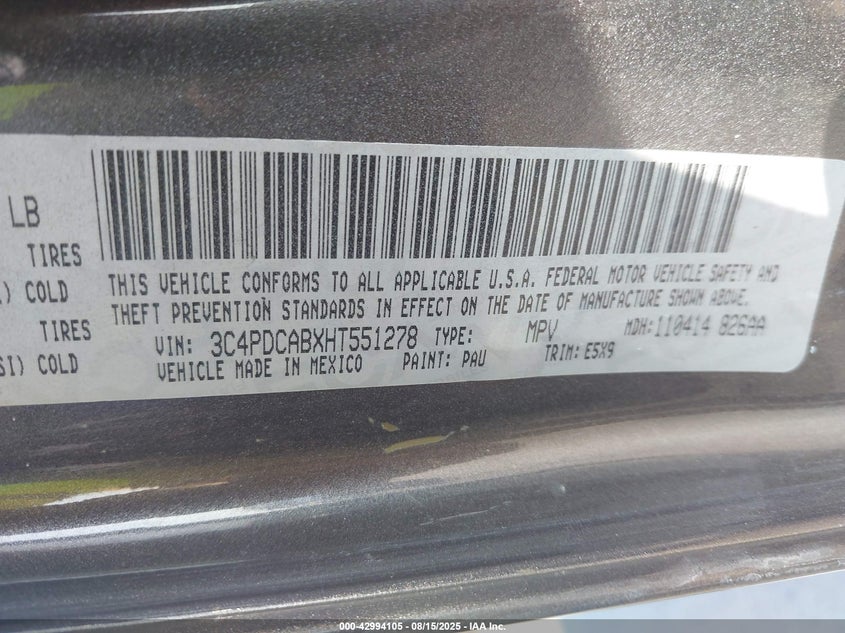 LB
TIRES
) COLD
TIRES
SI) COLD
THIS VEHICLE CONFORMS TO ALL APPLICABLE U.S.A. FEDERAL MOTOR VEHICLE SAFETY AND
THEFT PREVENTION STANDARDS IN EFFECT ON THE DATE OF MANUFACTURE SHOWN ABOVE.
VIN: 3C4PDCABXHT551278 TYPE: MPV MDH:110414 826AA
VEHICLE MADE IN MEXICO PAINT: PAU TRIM: E5X9
000-42994105 - 08/15/2025 - IAA Inc.